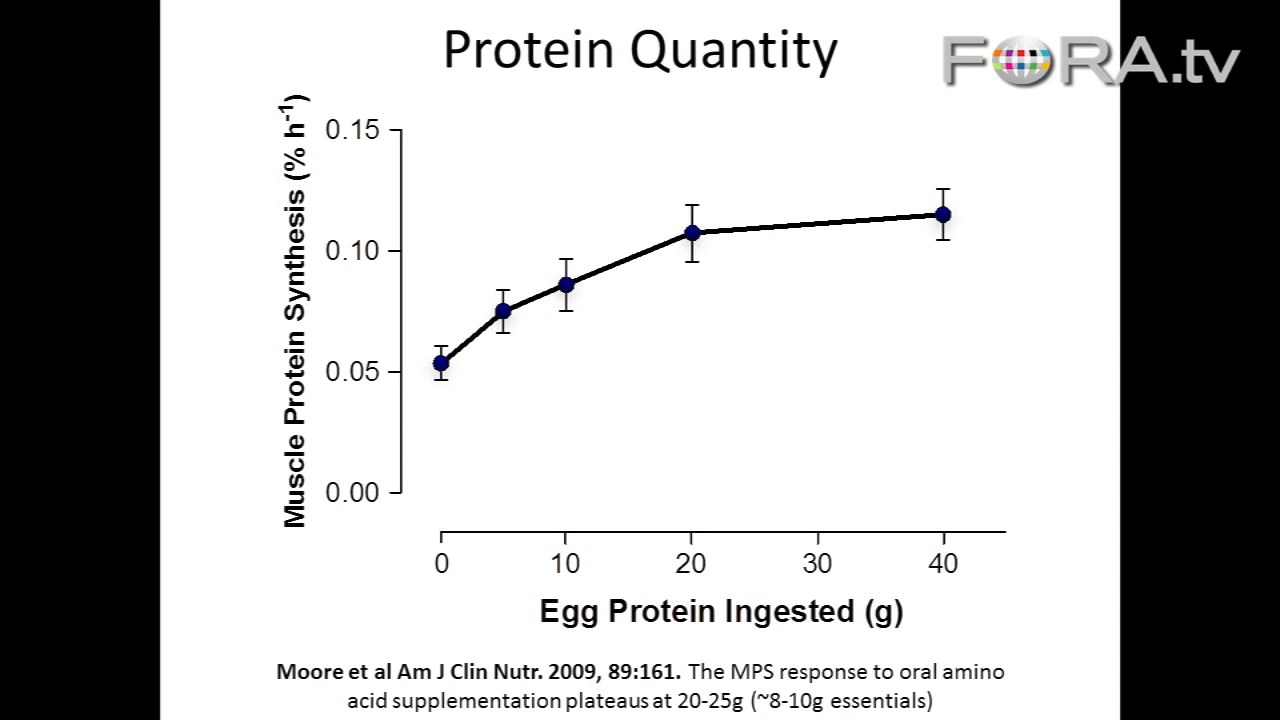 Protein Quantity
FORA.tv
Muscle Protein Synthesis (% h-1)
0.15
0.10
0.05
0.00
0 10 20 30 40
Egg Protein Ingested (g)
Moore et al Am J Clin Nutr. 2009, 89:161. The MPS response to oral amino
acid supplementation plateaus at 20-25g (~8-10g essentials)